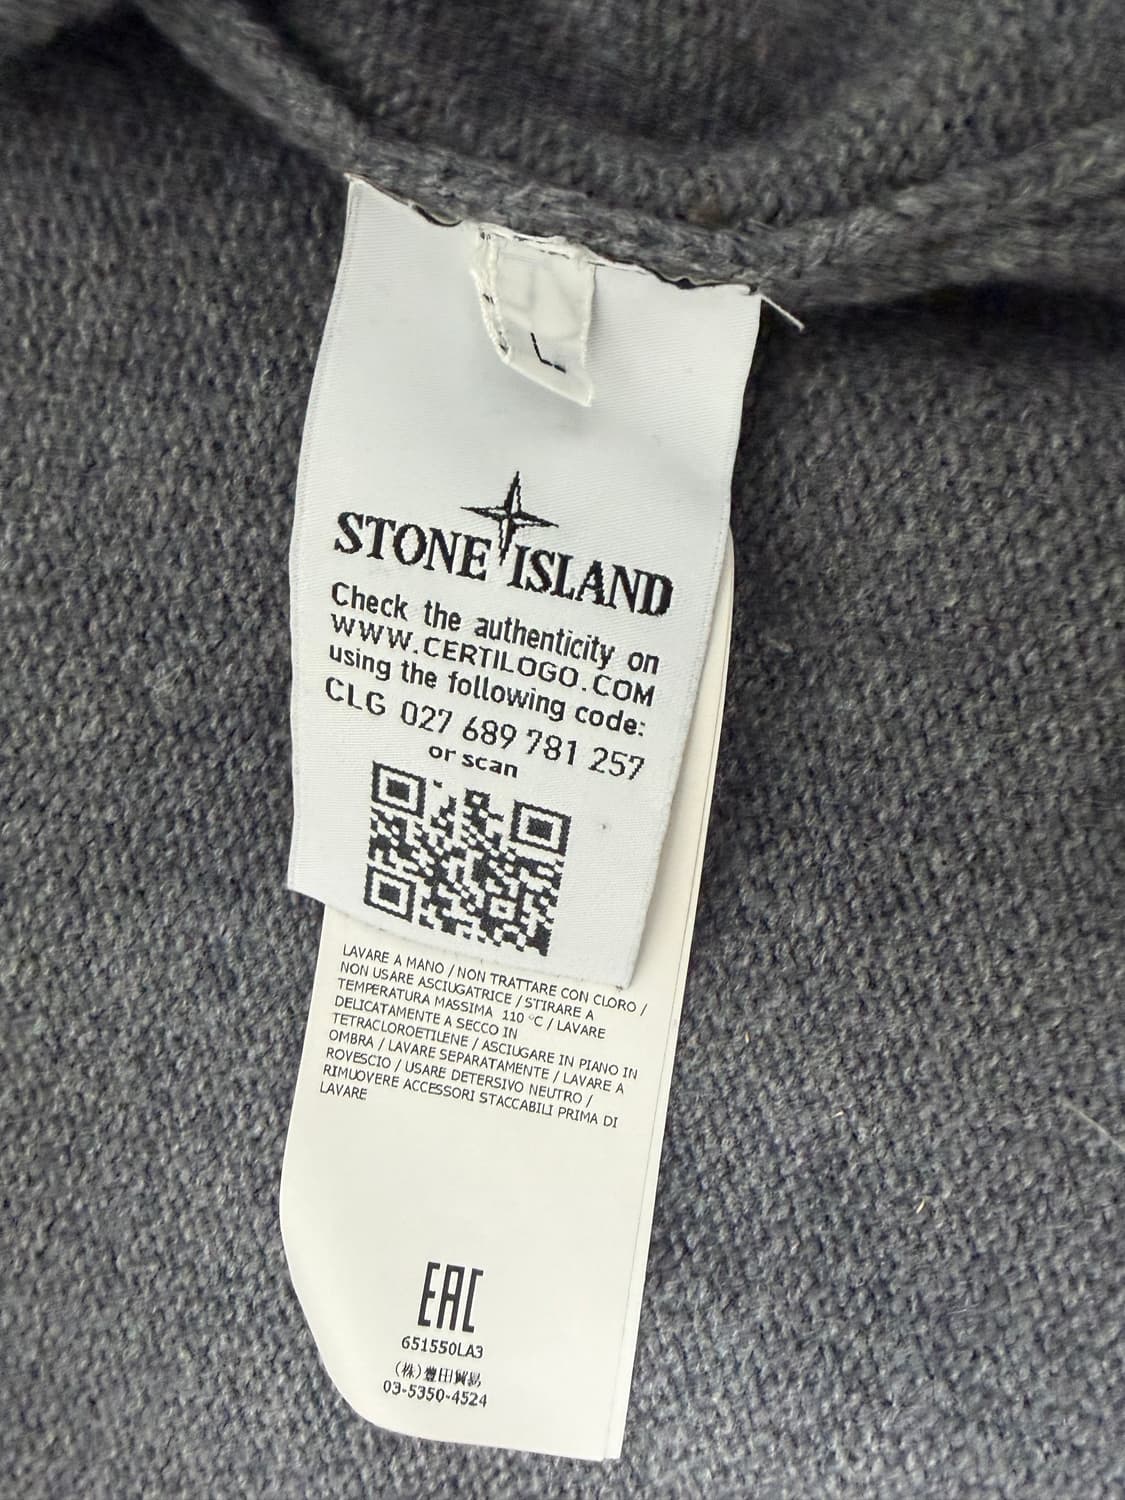 L
STONE ISLAND
Check the authenticity on
WWW.CERTILOGO.COM
using the following code:
CLG 027 689 781 257
or scan
LAVARE A MANO / NON TRATTARE CON CLORO /
NON USARE ASCIUGATRICE / STIRARE A
TEMPERATURA MASSIMA 110 °C / LAVARE
DELICATAMENTE A SECCO IN
TETRACLOROETILENE / ASCIUGARE IN PIANO IN
OMBRA / LAVARE SEPARATAMENTE / LAVARE A
ROVESCIO / USARE DETERSIVO NEUTRO /
RIMUOVERE ACCESSORI STACCABILI PRIMA DI
LAVARE
EAC
651550LA3
(株)豊田貿易
03-5350-4524